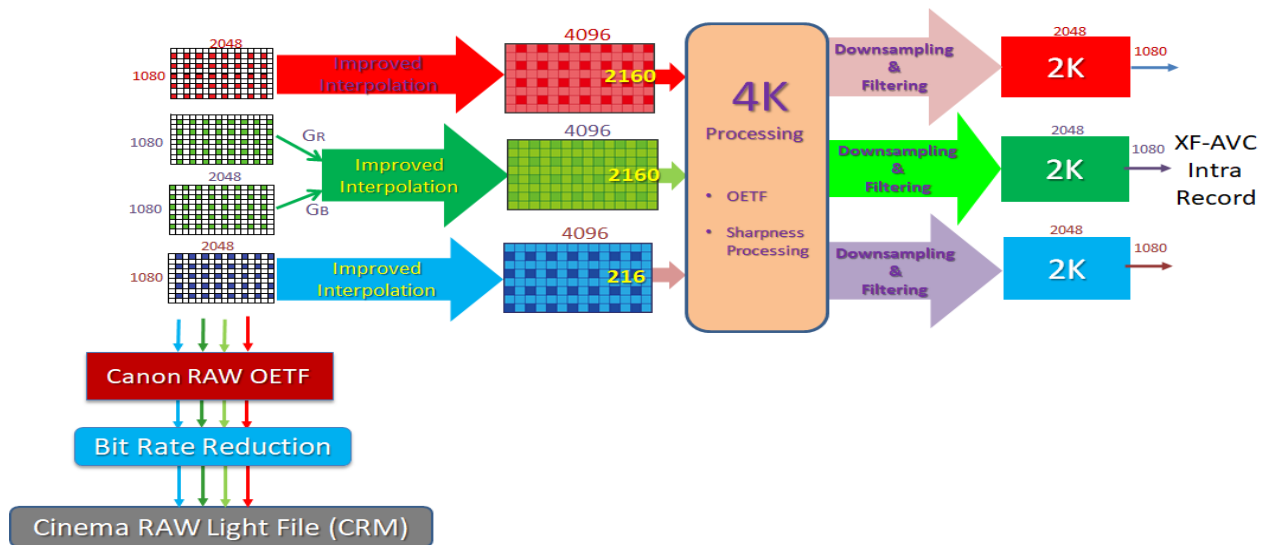 2048
1080
Improved
Interpolation
4096
2160
1080
GR
1080
GB
Improved
Interpolation
4096
2160
2048
1080
Improved
Interpolation
4096
216
4K
Processing
• OETF
• Sharpness
Processing
Downsampling
&
Filtering
2048
2K
1080
Downsampling
&
Filtering
2048
2K
1080
XF-AVC
Intra
Record
Downsampling
&
Filtering
2048
2K
1080
Canon RAW OETF
Bit Rate Reduction
Cinema RAW Light File (CRM)